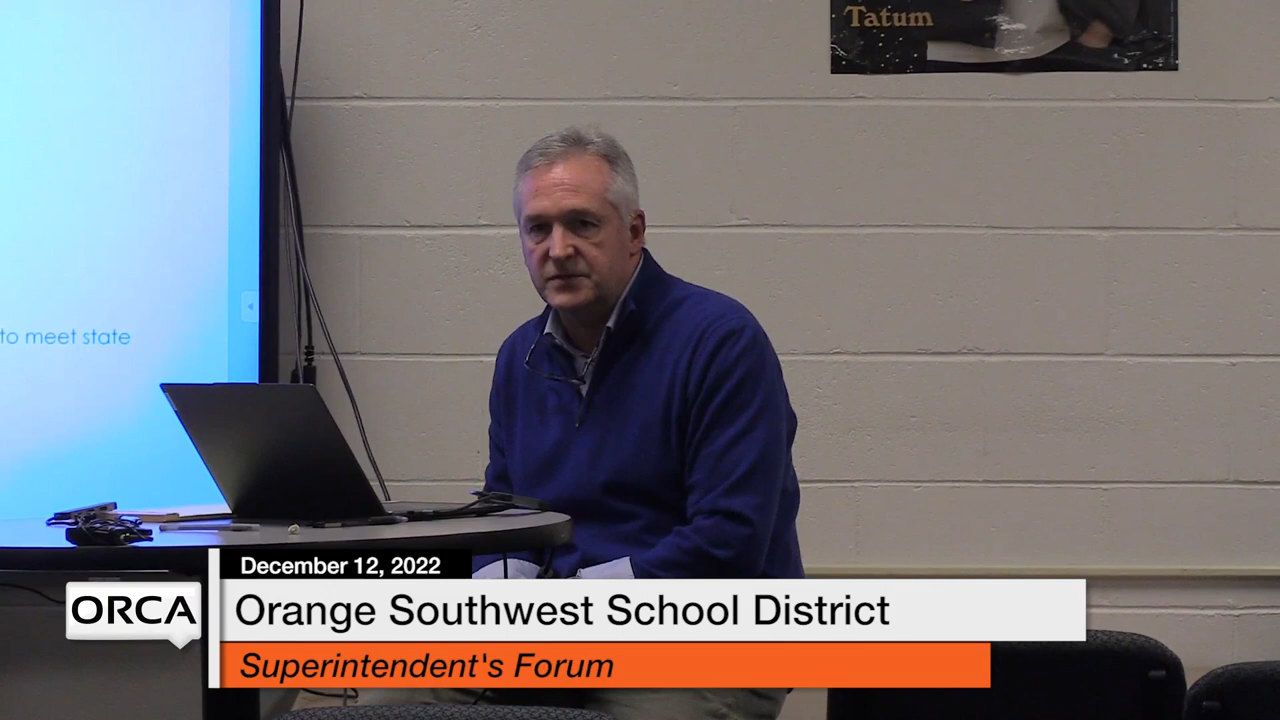 Tatum
to meet state
December 12, 2022
ORCA
Orange Southwest School District
Superintendent's Forum